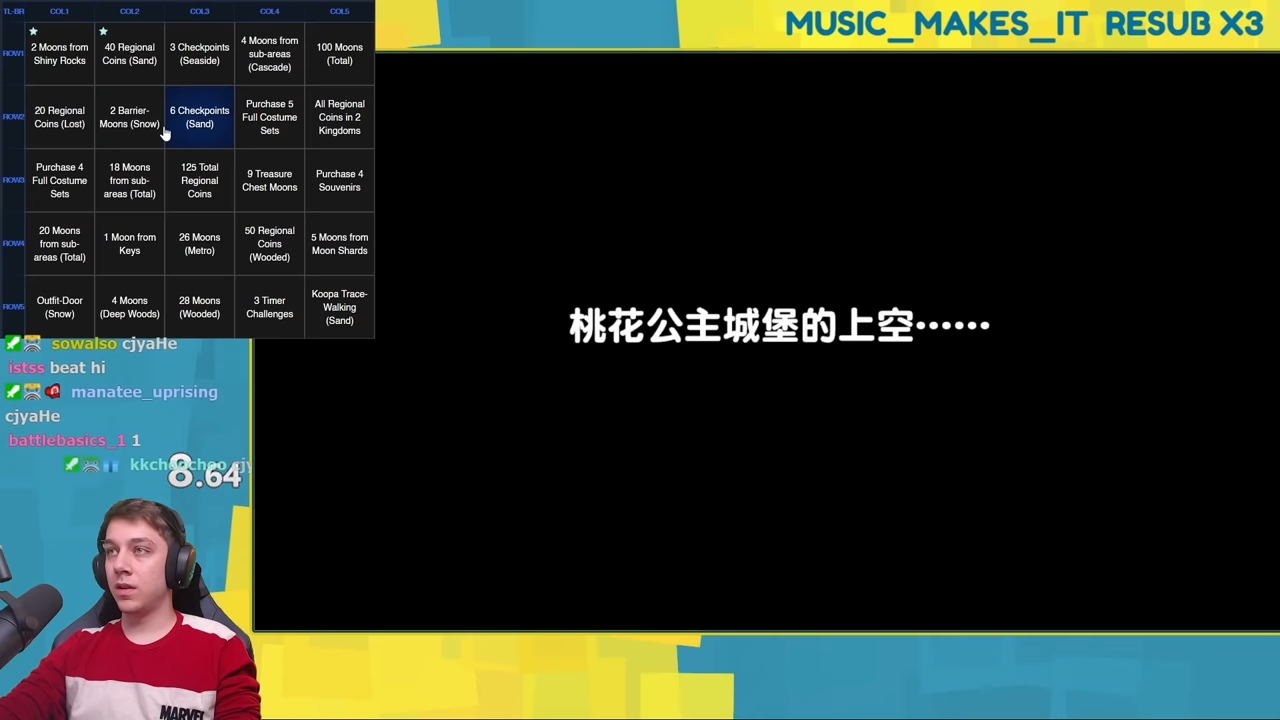 MUSIC_MAKES_IT RESUB X3
TL-BR COL1 COL2 COL3 COL4 COL5
ROW1
2 Moons from
Shiny Rocks
40 Regional
Coins (Sand)
3 Checkpoints
(Seaside)
4 Moons from
sub-areas
(Cascade)
100 Moons
(Total)
ROW2
20 Regional
Coins (Lost)
2 Barrier-
Moons (Snow)
6 Checkpoints
(Sand)
Purchase 5
Full Costume
Sets
All Regional
Coins in 2
Kingdoms
ROW3
Purchase 4
Full Costume
Sets
18 Moons
from sub-
areas (Total)
125 Total
Regional
Coins
9 Treasure
Chest Moons
Purchase 4
Souvenirs
ROW4
20 Moons
from sub-
areas (Total)
1 Moon from
Keys
26 Moons
(Metro)
50 Regional
Coins
(Wooded)
5 Moons from
Moon Shards
ROW5
Outfit-Door
(Snow)
4 Moons
(Deep Woods)
28 Moons
(Wooded)
3 Timer
Challenges
Koopa Trace-
Walking
(Sand)
桃花公主城堡的上空……
sowalso cjyaHe
istss beat hi
manatee_uprising
cjyaHe
battlebasics_1 1
8.64
MARVEL